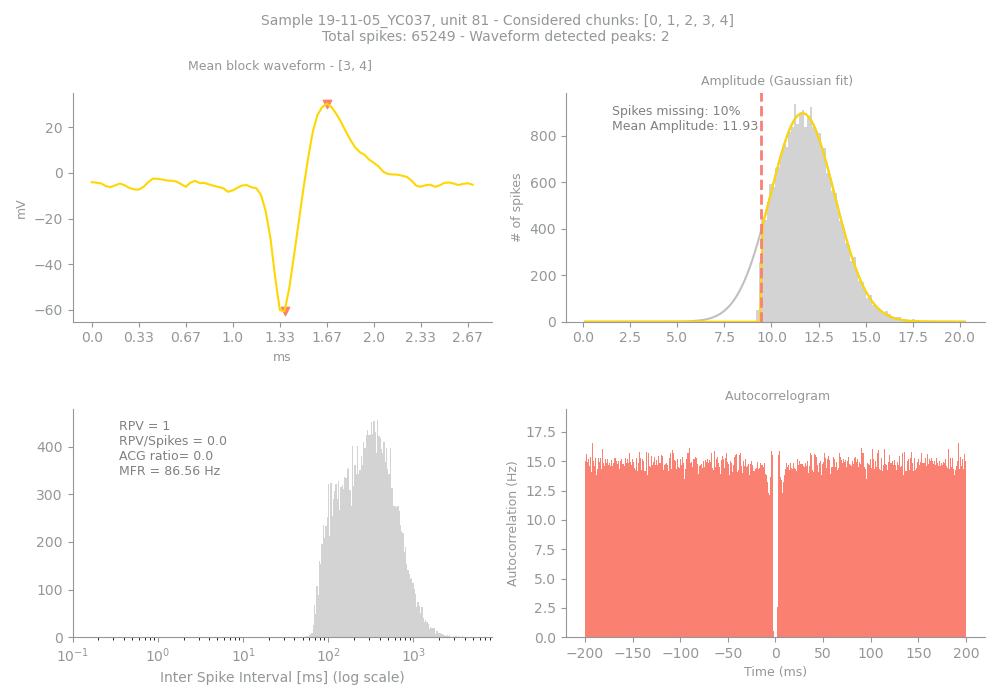 Sample 19-11-05_YC037, unit 81 - Considered chunks: [0, 1, 2, 3, 4]
Total spikes: 65249 - Waveform detected peaks: 2
Mean block waveform - [3, 4]
20
0
−20
−40
−60
mV
0.0 0.33 0.67 1.0 1.33 1.67 2.0 2.33 2.67
ms
Amplitude (Gaussian fit)
Spikes missing: 10%
Mean Amplitude: 11.93
800
600
400
200
0
# of spikes
0.0 2.5 5.0 7.5 10.0 12.5 15.0 17.5 20.0
RPV = 1
RPV/Spikes = 0.0
ACG ratio= 0.0
MFR = 86.56 Hz
400
300
200
100
0
10⁻¹ 10⁰ 10¹ 10² 10³
Inter Spike Interval [ms] (log scale)
Autocorrelogram
17.5
15.0
12.5
10.0
7.5
5.0
2.5
0.0
Autocorrelation (Hz)
−200 −150 −100 −50 0 50 100 150 200
Time (ms)